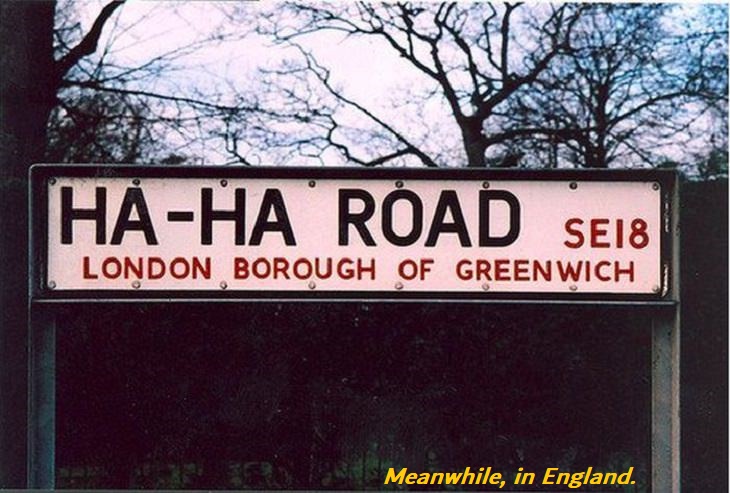 HA-HA ROAD SE18
LONDON BOROUGH OF GREENWICH
Meanwhile, in England.